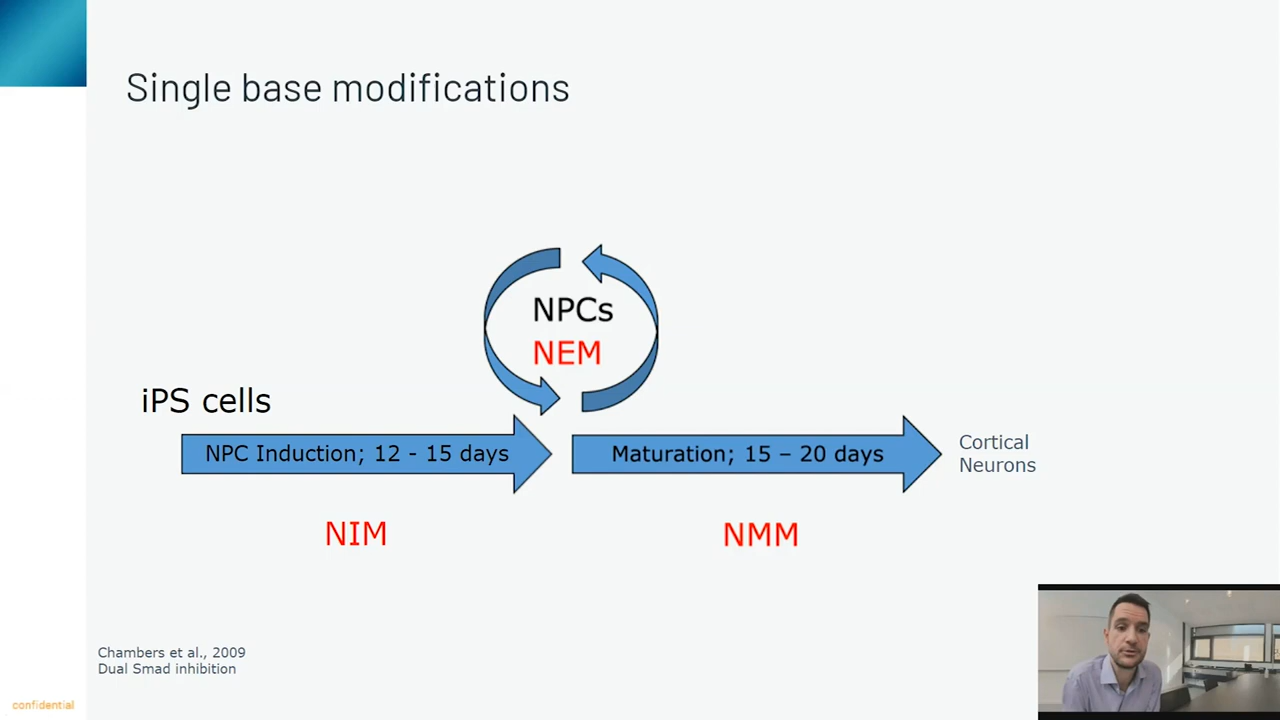 Single base modifications
NPCs
NEM
iPS cells
NPC Induction; 12 - 15 days
Maturation; 15 – 20 days
Cortical
Neurons
NIM
NMM
Chambers et al., 2009
Dual Smad inhibition
confidential